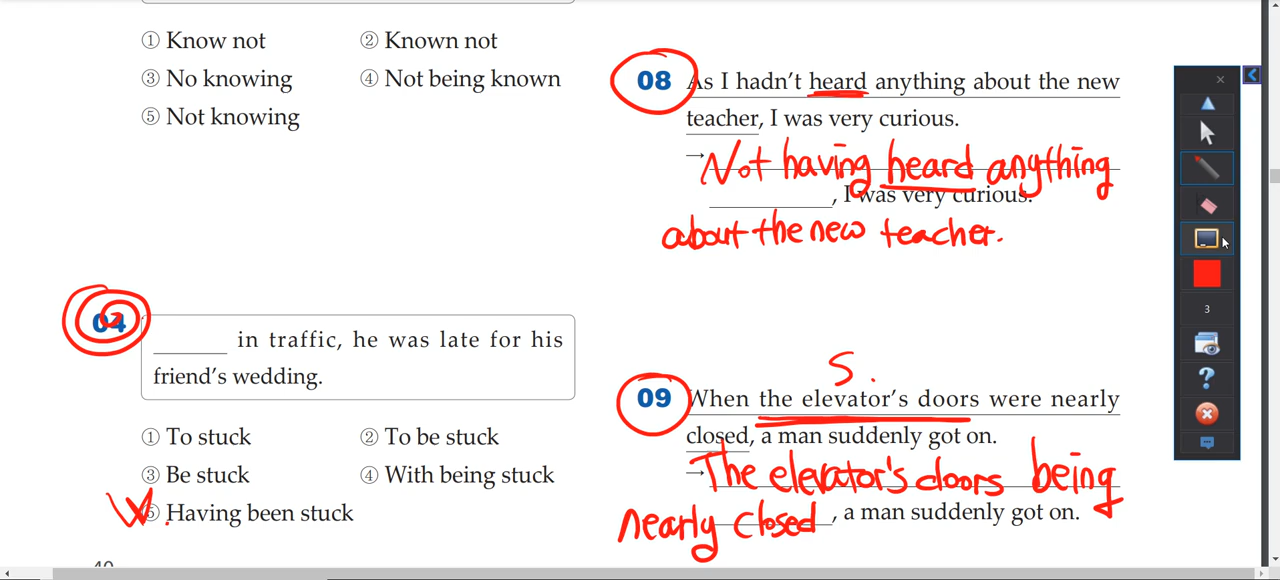 ① Know not ② Known not
③ No knowing ④ Not being known
⑤ Not knowing
04
_______ in traffic, he was late for his
friend's wedding.
① To stuck ② To be stuck
③ Be stuck ④ With being stuck
⑤ Having been stuck
08 As I hadn't heard anything about the new
teacher, I was very curious.
→ Not having heard anything
____________, I was very curious.
about the new teacher.
S.
09 When the elevator's doors were nearly
closed, a man suddenly got on.
→ The elevator's doors being
nearly closed, a man suddenly got on.
3